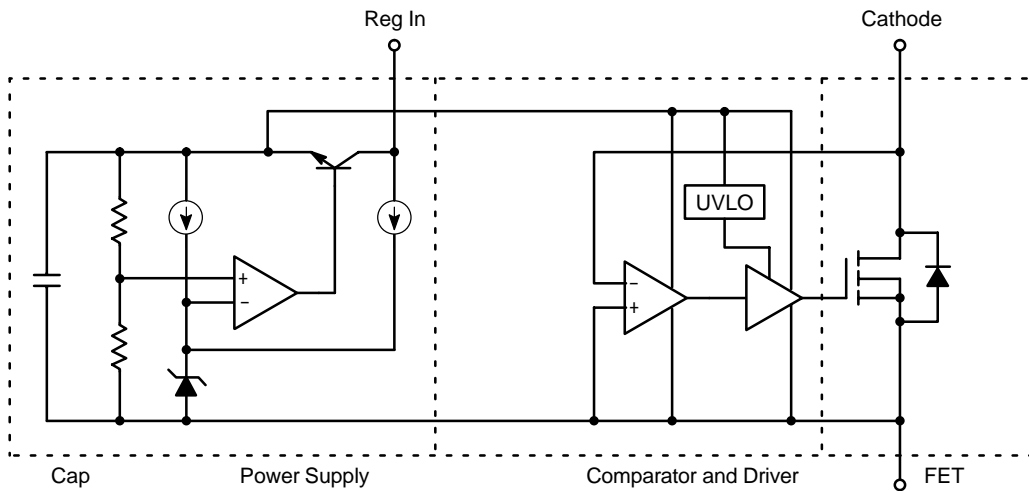 Reg In
Cathode
UVLO
+
−
−
+
Cap
Power Supply
Comparator and Driver
FET